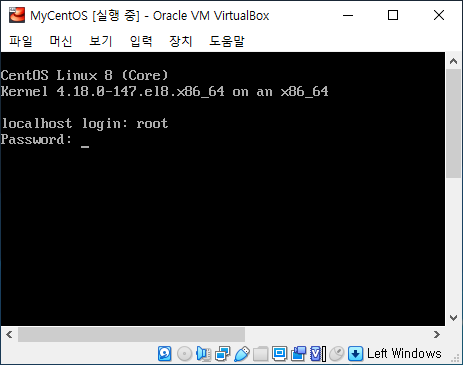 MyCentOS [실행 중] - Oracle VM VirtualBox
파일 머신 보기 입력 장치 도움말
CentOS Linux 8 (Core)
Kernel 4.18.0-147.el8.x86_64 on an x86_64
localhost login: root
Password: _
Left Windows